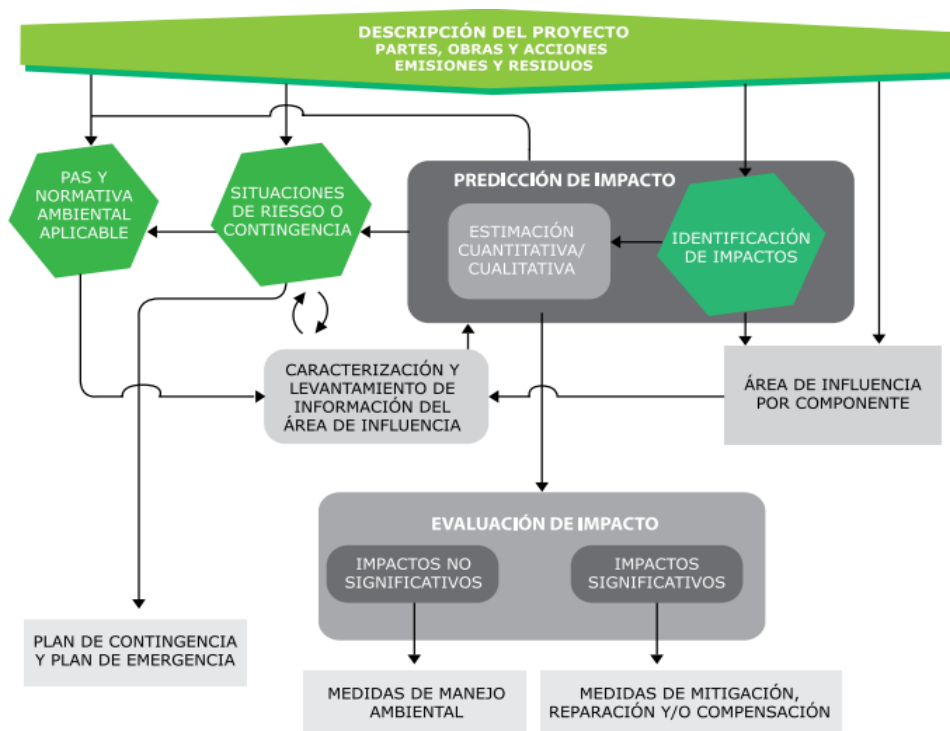 DESCRIPCIÓN DEL PROYECTO
PARTES, OBRAS Y ACCIONES
EMISIONES Y RESIDUOS
PAS Y
NORMATIVA
AMBIENTAL
APLICABLE
SITUACIONES
DE RIESGO O
CONTINGENCIA
PREDICCIÓN DE IMPACTO
ESTIMACIÓN
CUANTITATIVA/
CUALITATIVA
IDENTIFICACIÓN
DE IMPACTOS
CARACTERIZACIÓN Y
LEVANTAMIENTO DE
INFORMACIÓN DEL
ÁREA DE INFLUENCIA
ÁREA DE INFLUENCIA
POR COMPONENTE
EVALUACIÓN DE IMPACTO
IMPACTOS NO
SIGNIFICATIVOS
IMPACTOS
SIGNIFICATIVOS
PLAN DE CONTINGENCIA
Y PLAN DE EMERGENCIA
MEDIDAS DE MANEJO
AMBIENTAL
MEDIDAS DE MITIGACIÓN,
REPARACIÓN Y/O COMPENSACIÓN